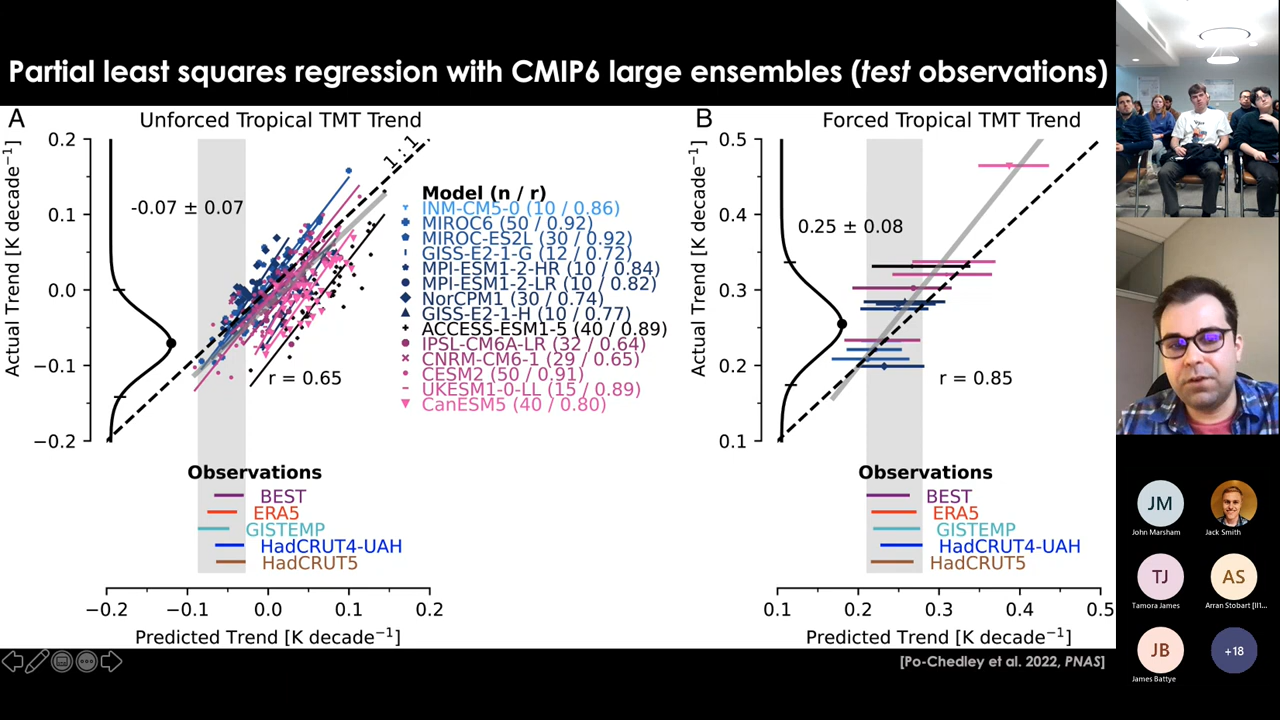 Partial least squares regression with CMIP6 large ensembles (test observations)
A
Unforced Tropical TMT Trend
Actual Trend [K decade⁻¹]
0.2
0.1
0.0
−0.1
−0.2
-0.07 ± 0.07
1:1
r = 0.65
Model (n / r)
INM-CM5-0 (10 / 0.86)
MIROC6 (50 / 0.92)
MIROC-ES2L (30 / 0.92)
GISS-E2-1-G (12 / 0.72)
MPI-ESM1-2-HR (10 / 0.84)
MPI-ESM1-2-LR (10 / 0.82)
NorCPM1 (30 / 0.74)
GISS-E2-1-H (10 / 0.77)
ACCESS-ESM1-5 (40 / 0.89)
IPSL-CM6A-LR (32 / 0.64)
CNRM-CM6-1 (29 / 0.65)
CESM2 (50 / 0.91)
UKESM1-0-LL (15 / 0.89)
CanESM5 (40 / 0.80)
Observations
BEST
ERA5
GISTEMP
HadCRUT4-UAH
HadCRUT5
−0.2 −0.1 0.0 0.1 0.2
Predicted Trend [K decade⁻¹]
B
Forced Tropical TMT Trend
Actual Trend [K decade⁻¹]
0.5
0.4
0.3
0.2
0.1
0.25 ± 0.08
r = 0.85
Observations
BEST
ERA5
GISTEMP
HadCRUT4-UAH
HadCRUT5
0.1 0.2 0.3 0.4 0.5
Predicted Trend [K decade⁻¹]
[Po-Chedley et al. 2022, PNAS]
JM
John Marsham
Jack Smith
TJ
Tamora James
AS
Arran Stobart [
JB
James Battye
+18